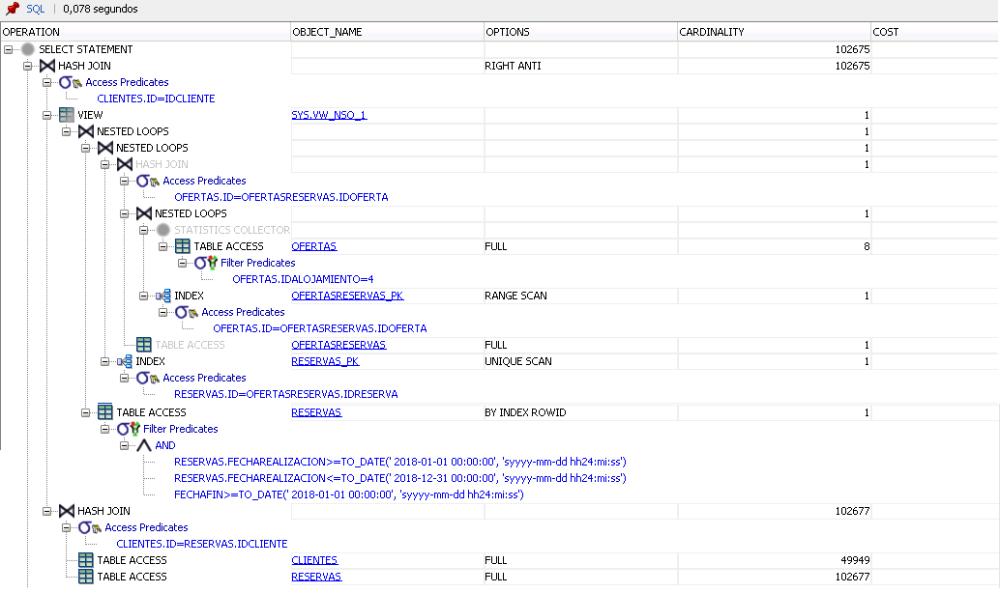 SQL | 0,078 segundos
OPERATION OBJECT_NAME OPTIONS CARDINALITY COST
SELECT STATEMENT 102675
HASH JOIN RIGHT ANTI 102675
Access Predicates
CLIENTES.ID=IDCLIENTE
VIEW SYS.VW_NSO_1 1
NESTED LOOPS 1
NESTED LOOPS 1
HASH JOIN 1
Access Predicates
OFERTAS.ID=OFERTASRESERVAS.IDOFERTA
NESTED LOOPS 1
STATISTICS COLLECTOR
TABLE ACCESS OFERTAS FULL 8
Filter Predicates
OFERTAS.IDALOJAMIENTO=4
INDEX OFERTASRESERVAS_PK RANGE SCAN 1
Access Predicates
OFERTAS.ID=OFERTASRESERVAS.IDOFERTA
TABLE ACCESS OFERTASRESERVAS FULL 1
INDEX RESERVAS_PK UNIQUE SCAN 1
Access Predicates
RESERVAS.ID=OFERTASRESERVAS.IDRESERVA
TABLE ACCESS RESERVAS BY INDEX ROWID 1
Filter Predicates
AND
RESERVAS.FECHAREALIZACION>=TO_DATE(' 2018-01-01 00:00:00', 'syyyy-mm-dd hh24:mi:ss')
RESERVAS.FECHAREALIZACION<=TO_DATE(' 2018-12-31 00:00:00', 'syyyy-mm-dd hh24:mi:ss')
FECHAFIN>=TO_DATE(' 2018-01-01 00:00:00', 'syyyy-mm-dd hh24:mi:ss')
HASH JOIN 102677
Access Predicates
CLIENTES.ID=RESERVAS.IDCLIENTE
TABLE ACCESS CLIENTES FULL 49949
TABLE ACCESS RESERVAS FULL 102677